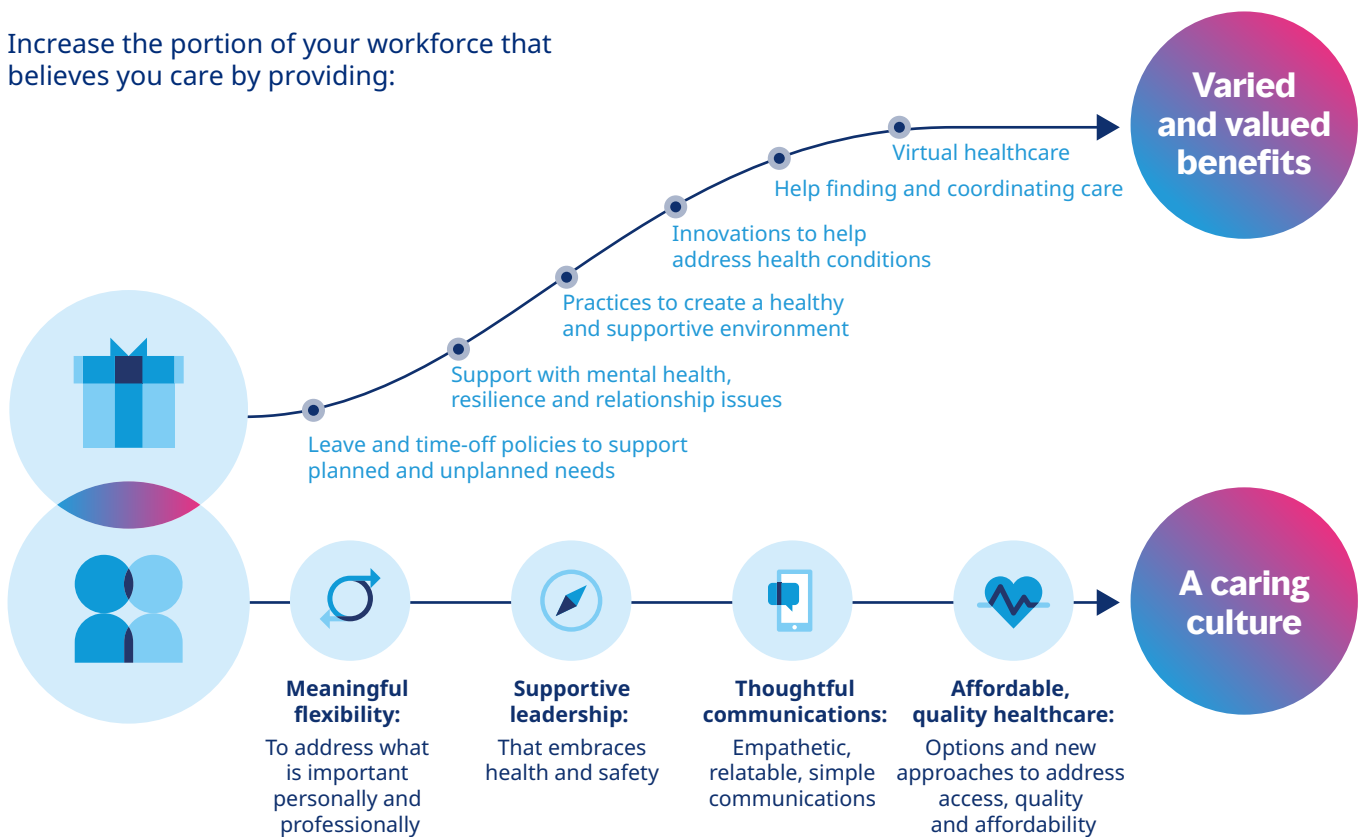 Increase the portion of your workforce that
believes you care by providing:
Varied
and valued
benefits
Virtual healthcare
Help finding and coordinating care
Innovations to help
address health conditions
Practices to create a healthy
and supportive environment
Support with mental health,
resilience and relationship issues
Leave and time-off policies to support
planned and unplanned needs
A caring
culture
Meaningful
flexibility:
To address what
is important
personally and
professionally
Supportive
leadership:
That embraces
health and safety
Thoughtful
communications:
Empathetic,
relatable, simple
communications
Affordable,
quality healthcare:
Options and new
approaches to address
access, quality
and affordability